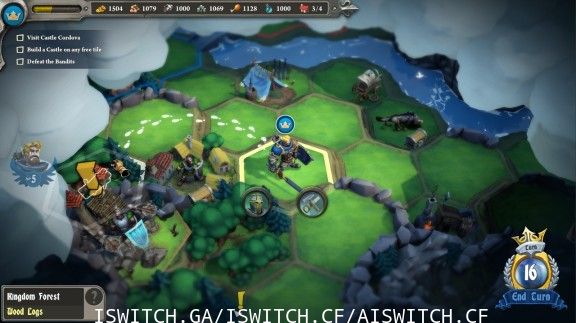 1504 1079 1000 1065 1128 1000 3/4
Visit Castle Cordova
Build a Castle on any free tile
Defeat the Bandits
5
Turn
16
End Turn
Kingdom Forest
?
Wood Logs
!
ISWITCH.GA/ISWITCH.CF/AISWITCH.CF